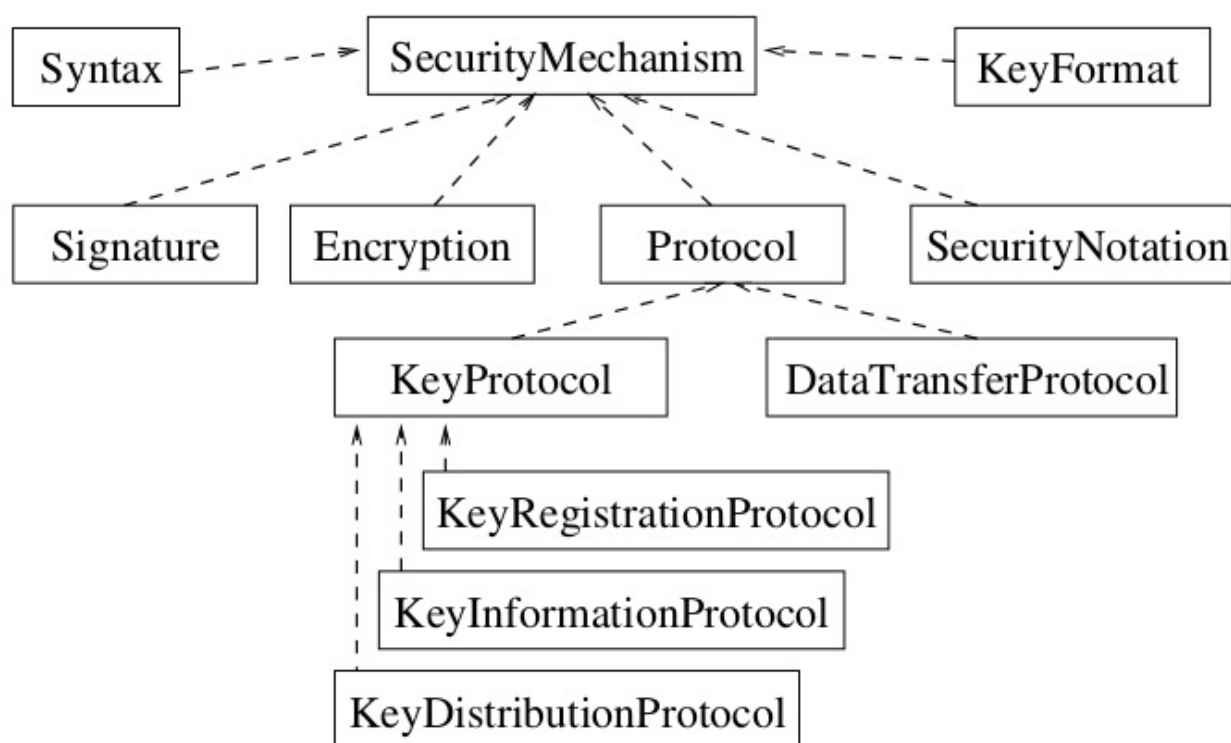 Syntax
SecurityMechanism
KeyFormat
Signature
Encryption
Protocol
SecurityNotation
KeyProtocol
DataTransferProtocol
KeyRegistrationProtocol
KeyInformationProtocol
KeyDistributionProtocol